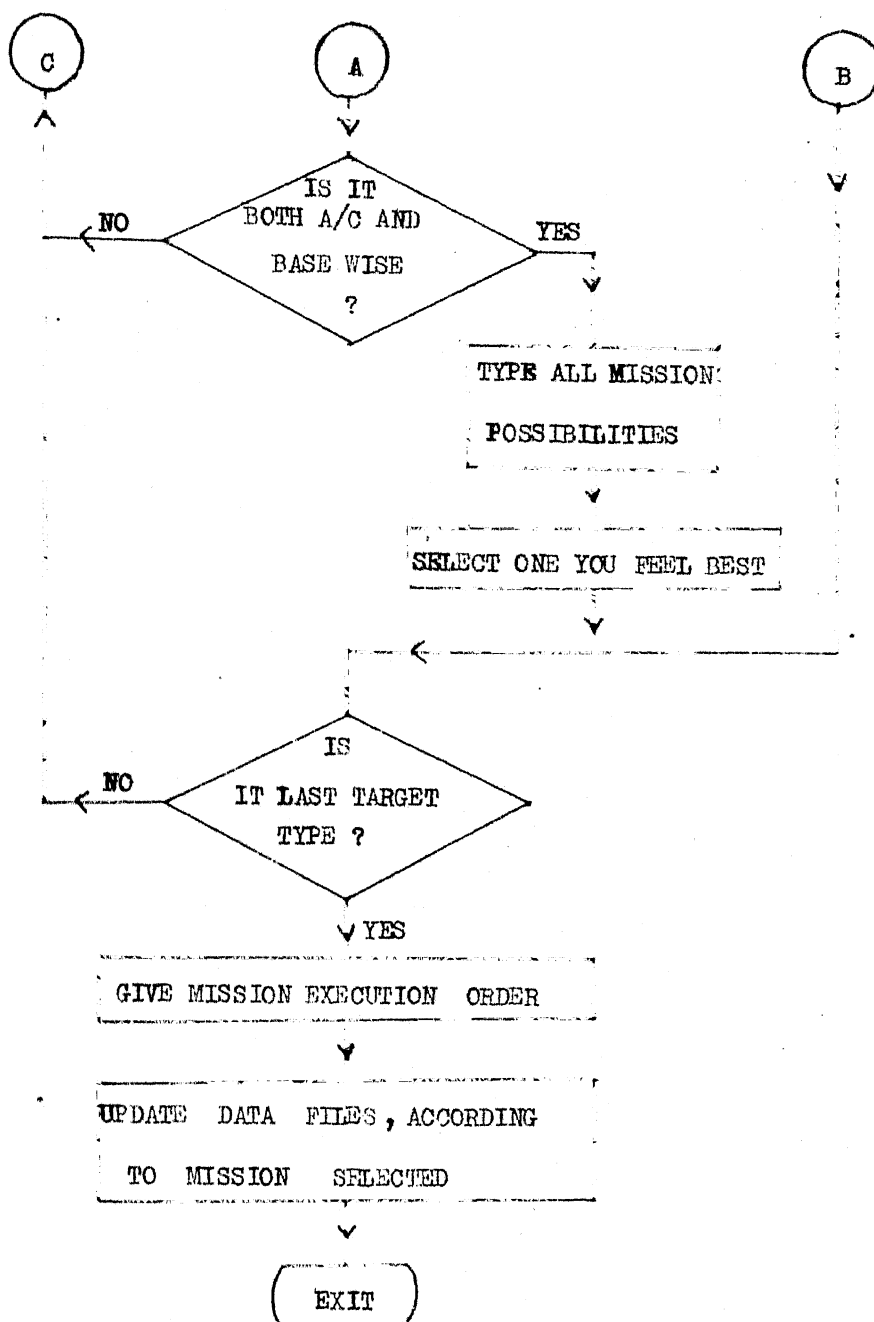 C
A
B
IS IT
BOTH A/C AND
BASE WISE
?
NO
YES
TYPE ALL MISSION
POSSIBILITIES
SELECT ONE YOU FEEL BEST
IS
IT LAST TARGET
TYPE ?
NO
YES
GIVE MISSION EXECUTION ORDER
UPDATE DATA FILES, ACCORDING
TO MISSION SELECTED
EXIT